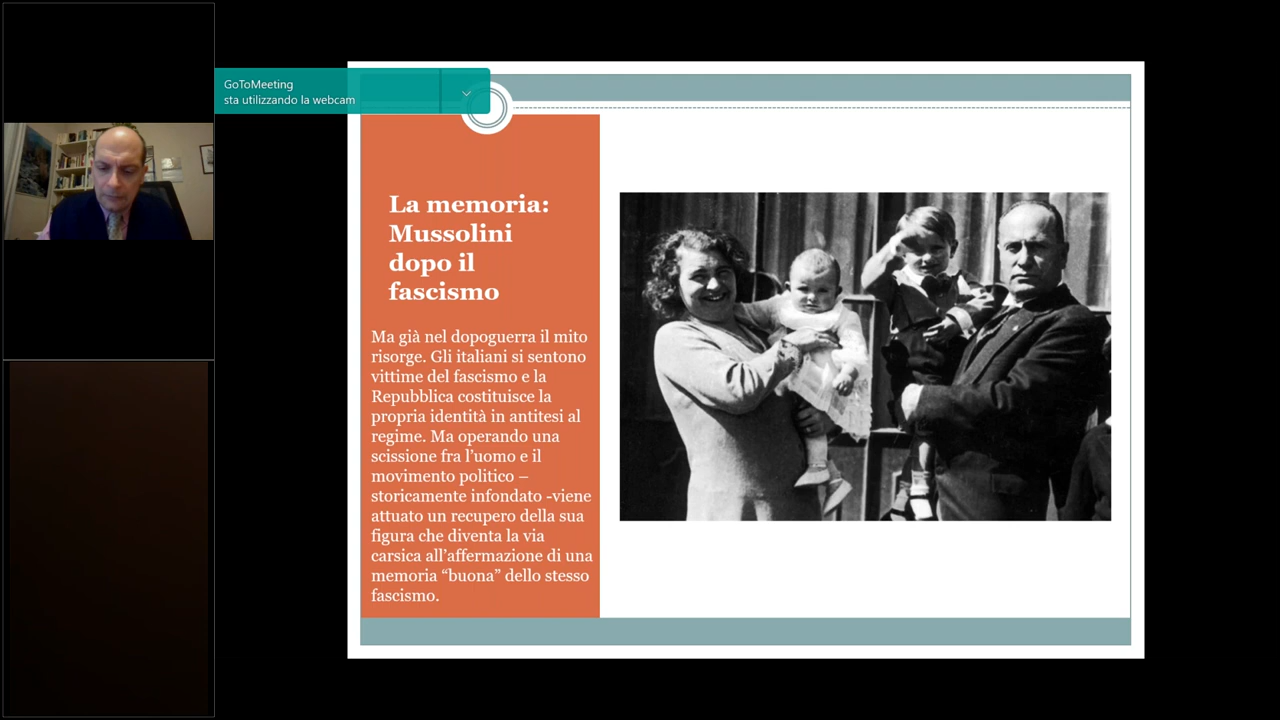 GoToMeeting
sta utilizzando la webcam
La memoria:
Mussolini
dopo il
fascismo
Ma già nel dopoguerra il mito
risorge. Gli italiani si sentono
vittime del fascismo e la
Repubblica costituisce la
propria identità in antitesi al
regime. Ma operando una
scissione fra l’uomo e il
movimento politico –
storicamente infondato -viene
attuato un recupero della sua
figura che diventa la via
carsica all’affermazione di una
memoria “buona” dello stesso
fascismo.